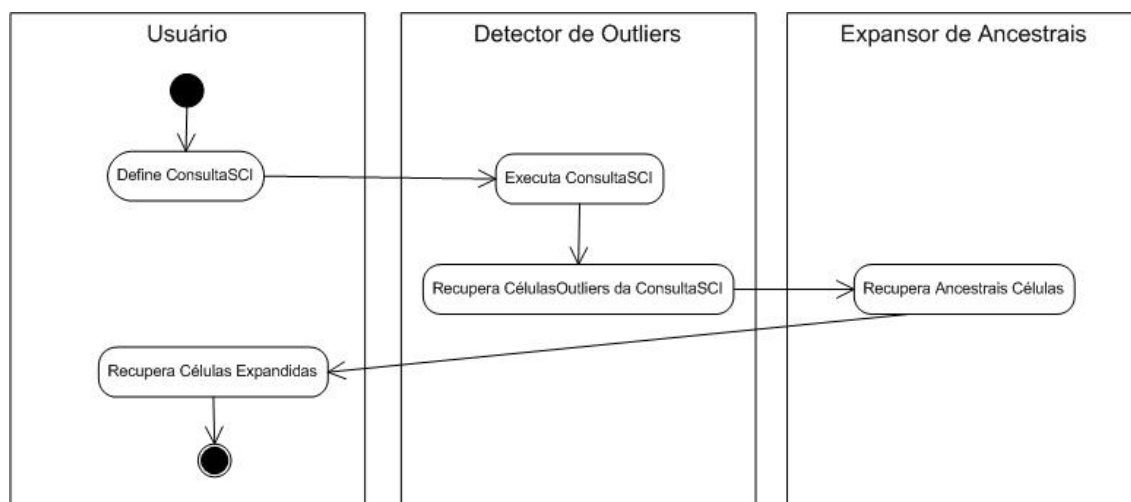 Usuário
Detector de Outliers
Expansor de Ancestrais
Define ConsultaSCI
Executa ConsultaSCI
Recupera CélulasOutliers da ConsultaSCI
Recupera Ancestrais Células
Recupera Células Expandidas